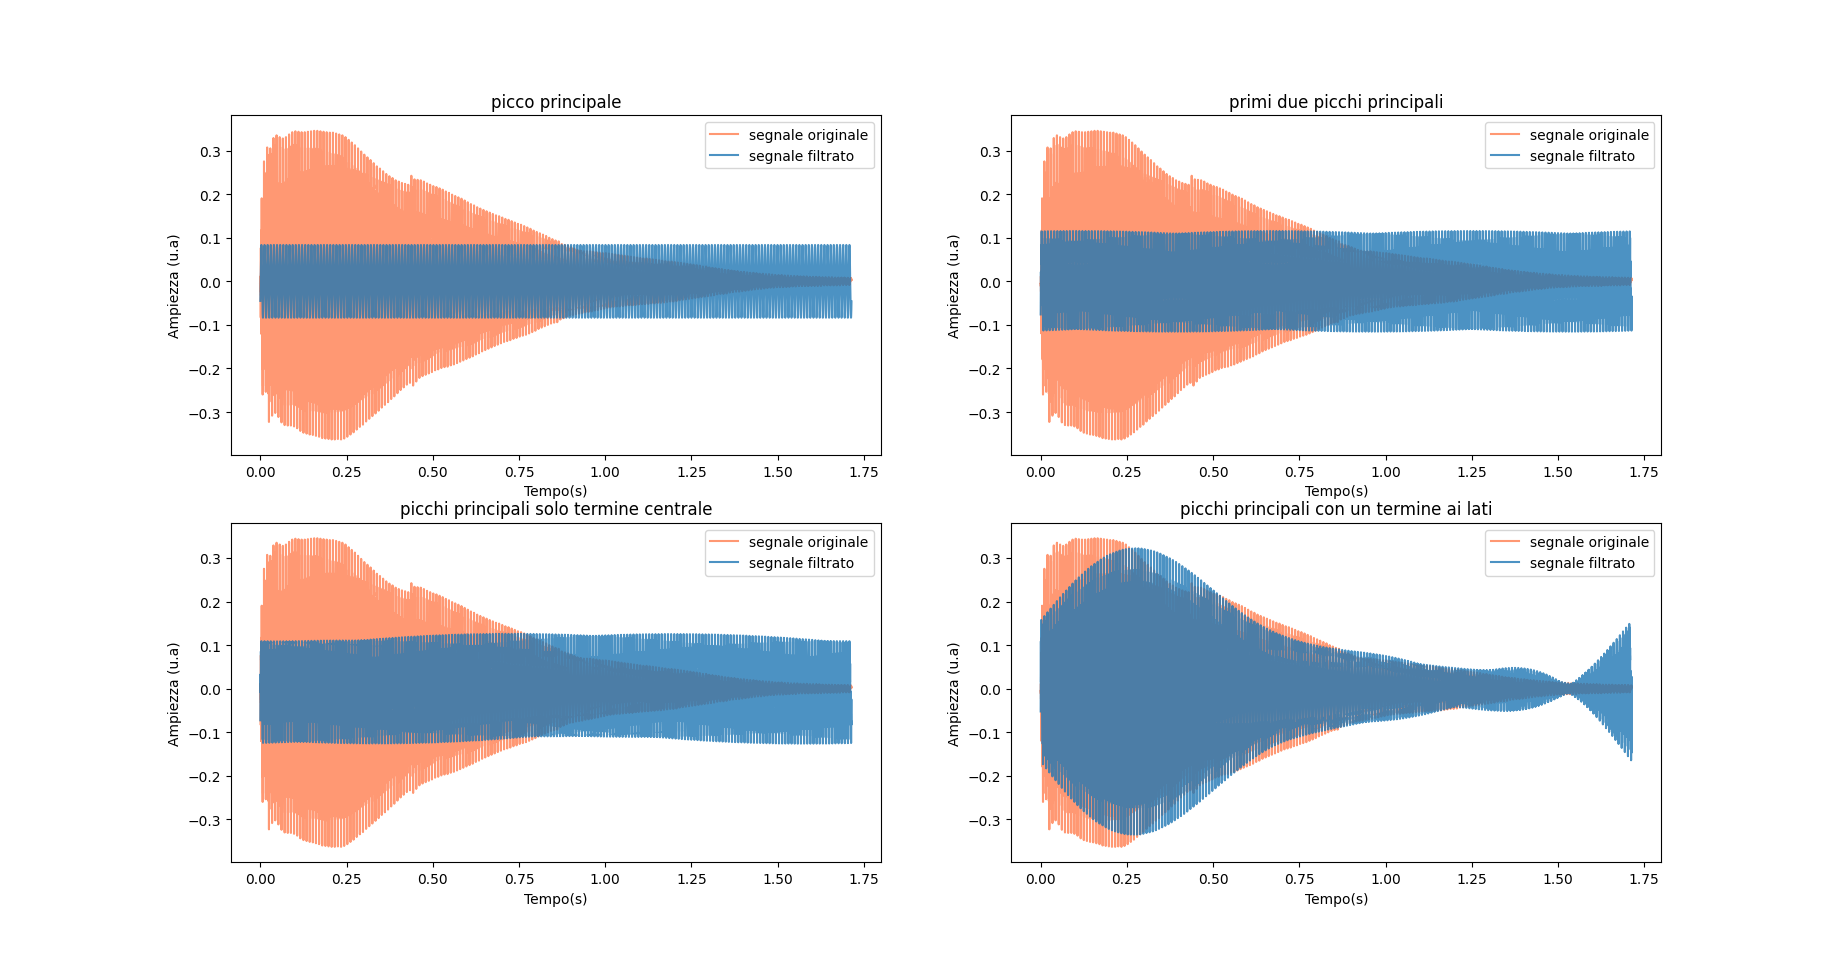 picco principale
segnale originale
segnale filtrato
Ampiezza (u.a)
0.3
0.2
0.1
0.0
−0.1
−0.2
−0.3
0.00 0.25 0.50 0.75 1.00 1.25 1.50 1.75
Tempo(s)
primi due picchi principali
segnale originale
segnale filtrato
Ampiezza (u.a)
0.3
0.2
0.1
0.0
−0.1
−0.2
−0.3
0.00 0.25 0.50 0.75 1.00 1.25 1.50 1.75
Tempo(s)
picchi principali solo termine centrale
segnale originale
segnale filtrato
Ampiezza (u.a)
0.3
0.2
0.1
0.0
−0.1
−0.2
−0.3
0.00 0.25 0.50 0.75 1.00 1.25 1.50 1.75
Tempo(s)
picchi principali con un termine ai lati
segnale originale
segnale filtrato
Ampiezza (u.a)
0.3
0.2
0.1
0.0
−0.1
−0.2
−0.3
0.00 0.25 0.50 0.75 1.00 1.25 1.50 1.75
Tempo(s)